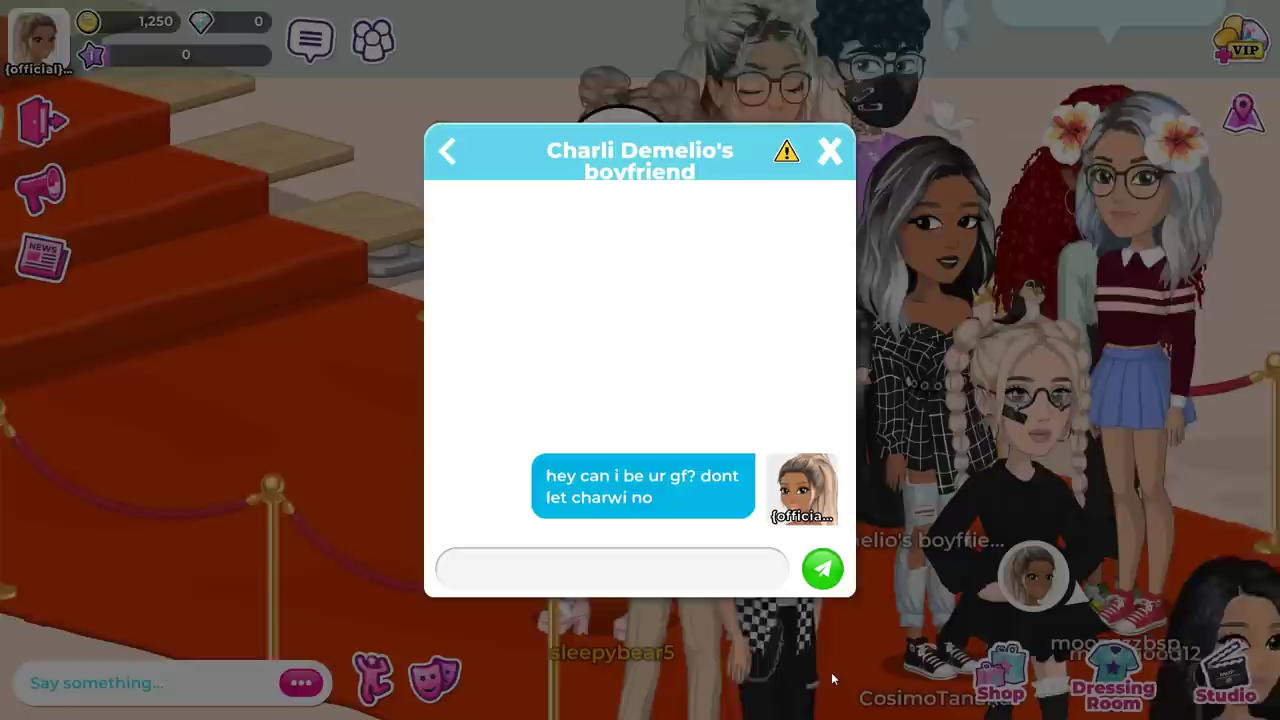 1,250
0
0
{official}...
VIP
NEWS
Charli Demelio's
boyfriend
hey can i be ur gf? dont
let charwi no
{officia...
elio's boyfrie...
sleepybear5
Say something...
Shop
Dressing
Room
Studio